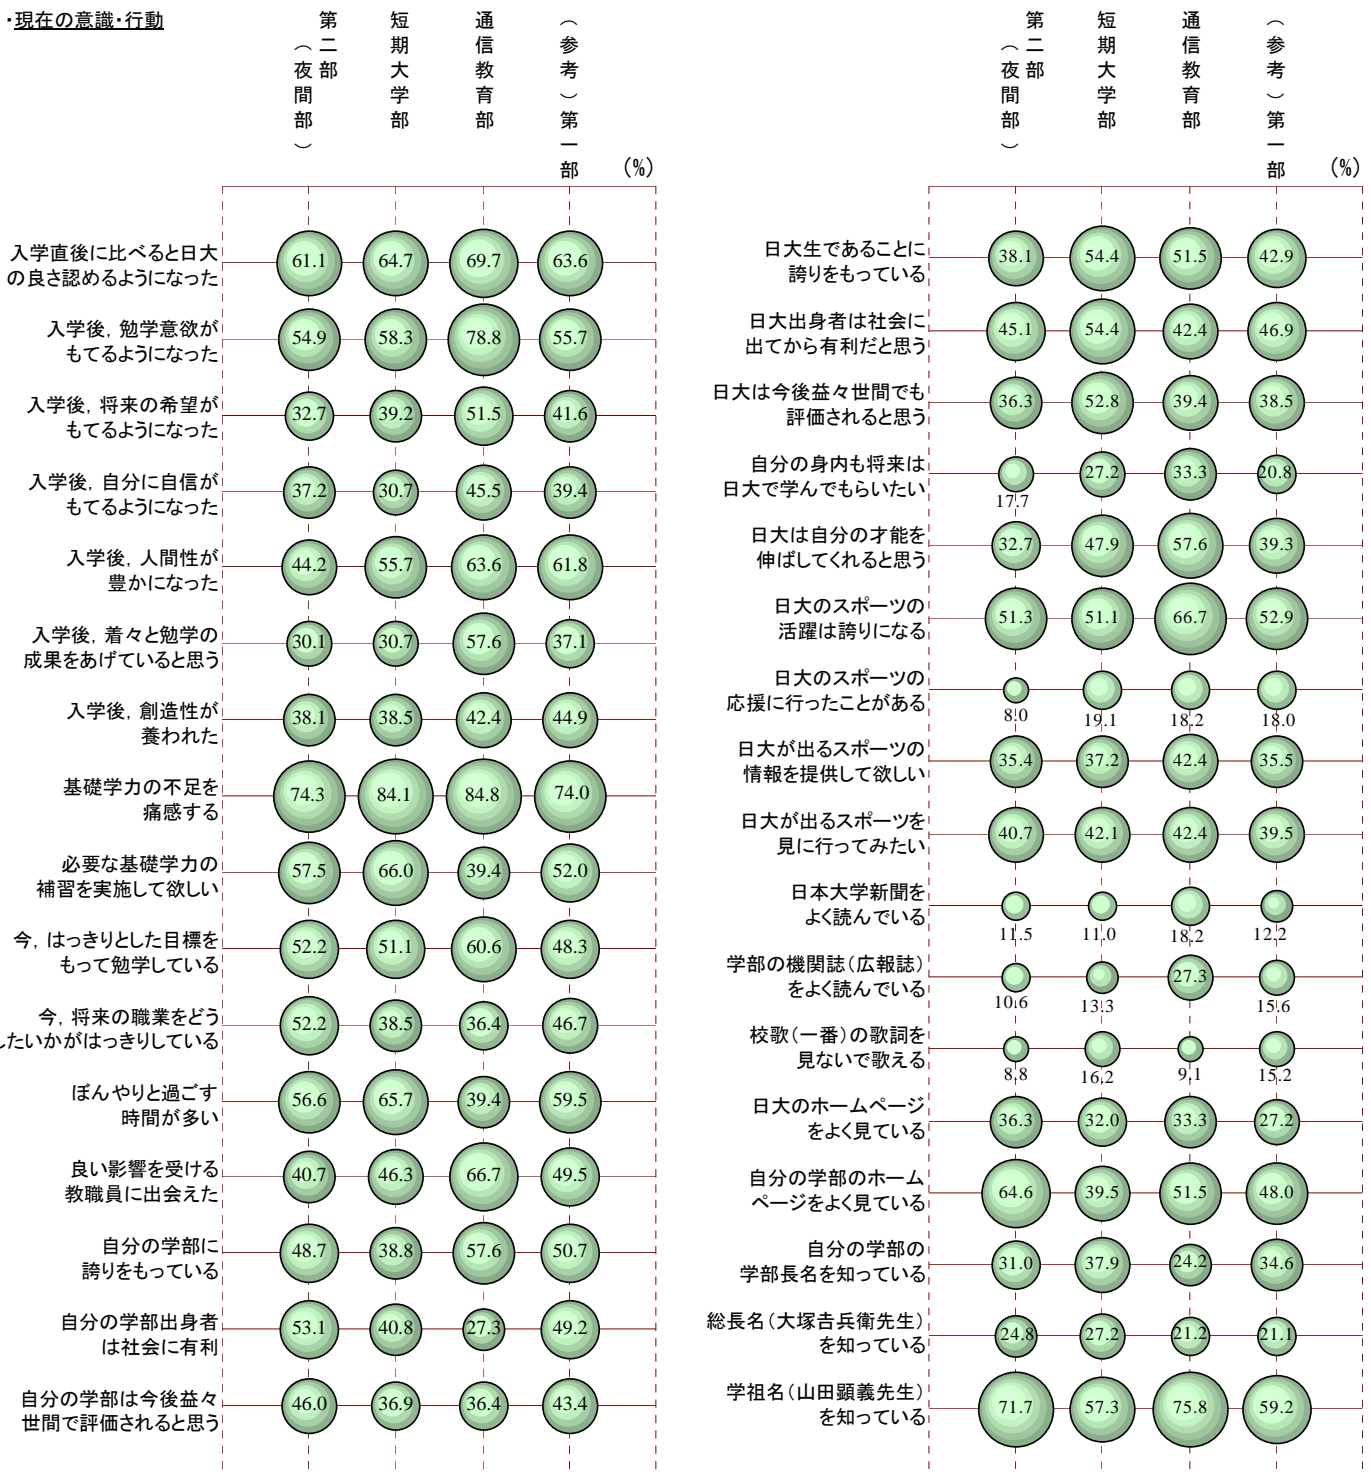 ・現在の意識・行動
第二部（夜間部） 短期大学部 通信教育部 （参考）第一部 (%)
入学直後に比べると日大
の良さ認めるようになった
61.1 64.7 69.7 63.6
入学後，勉学意欲が
もてるようになった
54.9 58.3 78.8 55.7
入学後，将来の希望が
もてるようになった
32.7 39.2 51.5 41.6
入学後，自分に自信が
もてるようになった
37.2 30.7 45.5 39.4
入学後，人間性が
豊かになった
44.2 55.7 63.6 61.8
入学後，着々と勉学の
成果をあげていると思う
30.1 30.7 57.6 37.1
入学後，創造性が
養われた
38.1 38.5 42.4 44.9
基礎学力の不足を
痛感する
74.3 84.1 84.8 74.0
必要な基礎学力の
補習を実施して欲しい
57.5 66.0 39.4 52.0
今，はっきりとした目標を
もって勉学している
52.2 51.1 60.6 48.3
今，将来の職業をどう
したいかがはっきりしている
52.2 38.5 36.4 46.7
ぼんやりと過ごす
時間が多い
56.6 65.7 39.4 59.5
良い影響を受ける
教職員に出会えた
40.7 46.3 66.7 49.5
自分の学部に
誇りをもっている
48.7 38.8 57.6 50.7
自分の学部出身者
は社会に有利
53.1 40.8 27.3 49.2
自分の学部は今後益々
世間で評価されると思う
46.0 36.9 36.4 43.4
第二部（夜間部） 短期大学部 通信教育部 （参考）第一部 (%)
日大生であることに
誇りをもっている
38.1 54.4 51.5 42.9
日大出身者は社会に
出てから有利だと思う
45.1 54.4 42.4 46.9
日大は今後益々世間でも
評価されると思う
36.3 52.8 39.4 38.5
自分の身内も将来は
日大で学んでもらいたい
17.7 27.2 33.3 20.8
日大は自分の才能を
伸ばしてくれると思う
32.7 47.9 57.6 39.3
日大のスポーツの
活躍は誇りになる
51.3 51.1 66.7 52.9
日大のスポーツの
応援に行ったことがある
8.0 19.1 18.2 18.0
日大が出るスポーツの
情報を提供して欲しい
35.4 37.2 42.4 35.5
日大が出るスポーツを
見に行ってみたい
40.7 42.1 42.4 39.5
日本大学新聞を
よく読んでいる
11.5 11.0 18.2 12.2
学部の機関誌（広報誌）
をよく読んでいる
10.6 13.3 27.3 15.6
校歌（一番）の歌詞を
見ないで歌える
8.8 16.2 9.1 15.2
日大のホームページ
をよく見ている
36.3 32.0 33.3 27.2
自分の学部のホーム
ページをよく見ている
64.6 39.5 51.5 48.0
自分の学部の
学部長名を知っている
31.0 37.9 24.2 34.6
総長名（大塚吉兵衛先生）
を知っている
24.8 27.2 21.2 21.1
学祖名（山田顕義先生）
を知っている
71.7 57.3 75.8 59.2